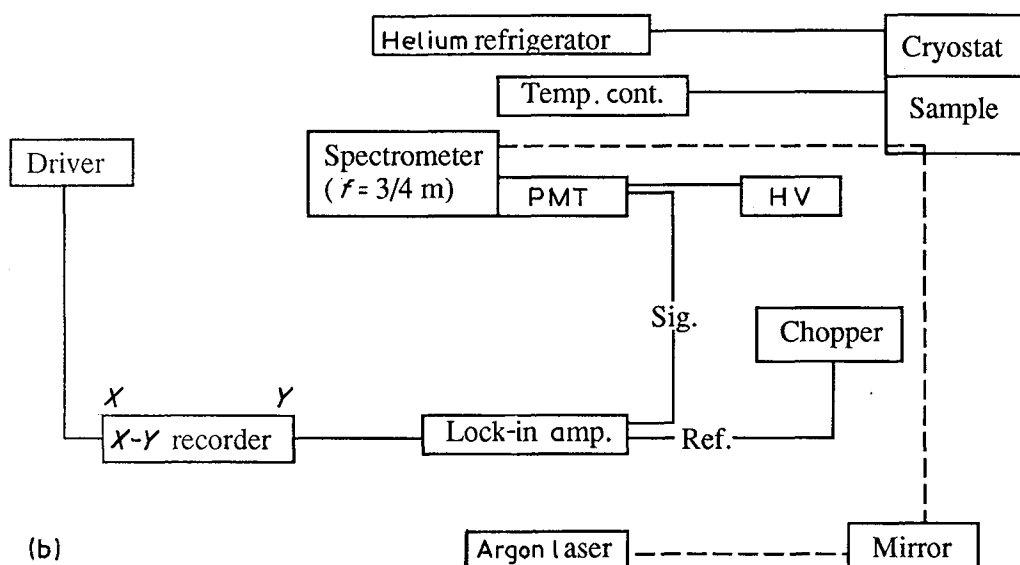 Helium refrigerator
Cryostat
Temp. cont.
Sample
Driver
Spectrometer
(f = 3/4 m)
PMT
HV
Sig.
Chopper
X
Y
X-Y recorder
Lock-in amp.
Ref.
(b)
Argon laser
Mirror